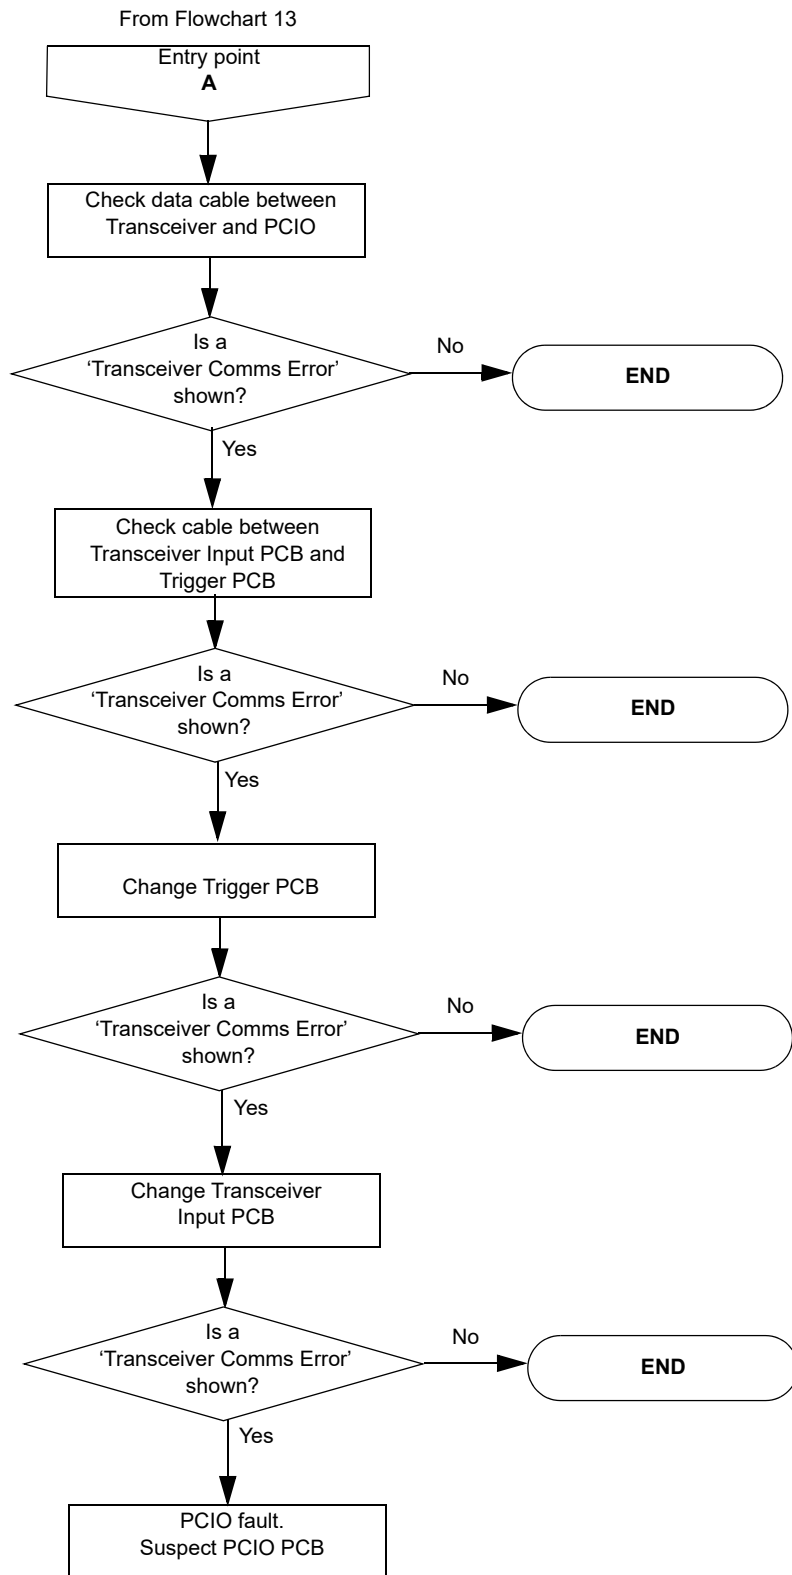 From Flowchart 13
Entry point
A
Check data cable between
Transceiver and PCIO
Is a
‘Transceiver Comms Error’
shown?
No
END
Yes
Check cable between
Transceiver Input PCB and
Trigger PCB
Is a
‘Transceiver Comms Error’
shown?
No
END
Yes
Change Trigger PCB
Is a
‘Transceiver Comms Error’
shown?
No
END
Yes
Change Transceiver
Input PCB
Is a
‘Transceiver Comms Error’
shown?
No
END
Yes
PCIO fault.
Suspect PCIO PCB